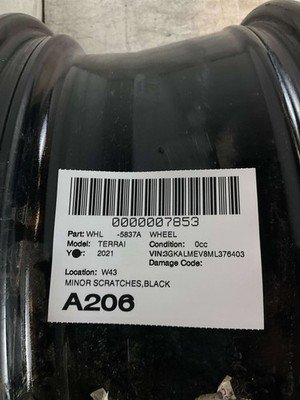 0000007853
Part: WHL -5837A WHEEL
Model: TERRAI Condition: 0cc
Year: 2021 VIN:3GKALMEV8ML376403
Damage Code:
Location: W43
MINOR SCRATCHES,BLACK
A206